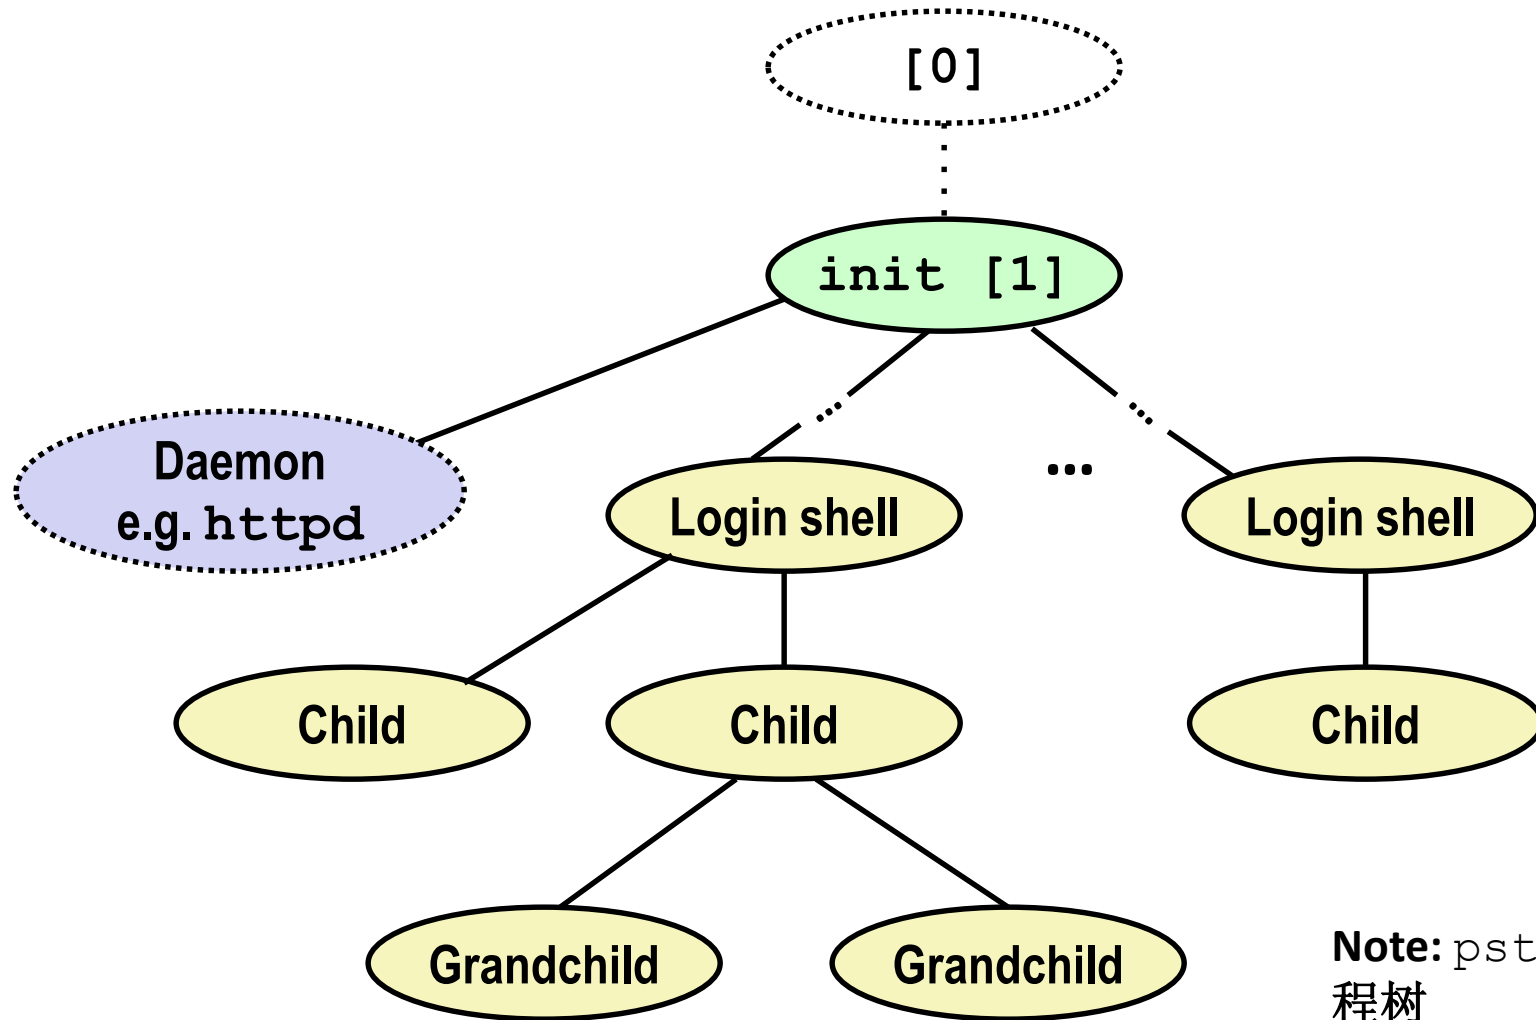 [0]
init [1]
Daemon
e.g. httpd
...
...
...
Login shell
Login shell
Child
Child
Child
Grandchild
Grandchild
Note: pst
程树